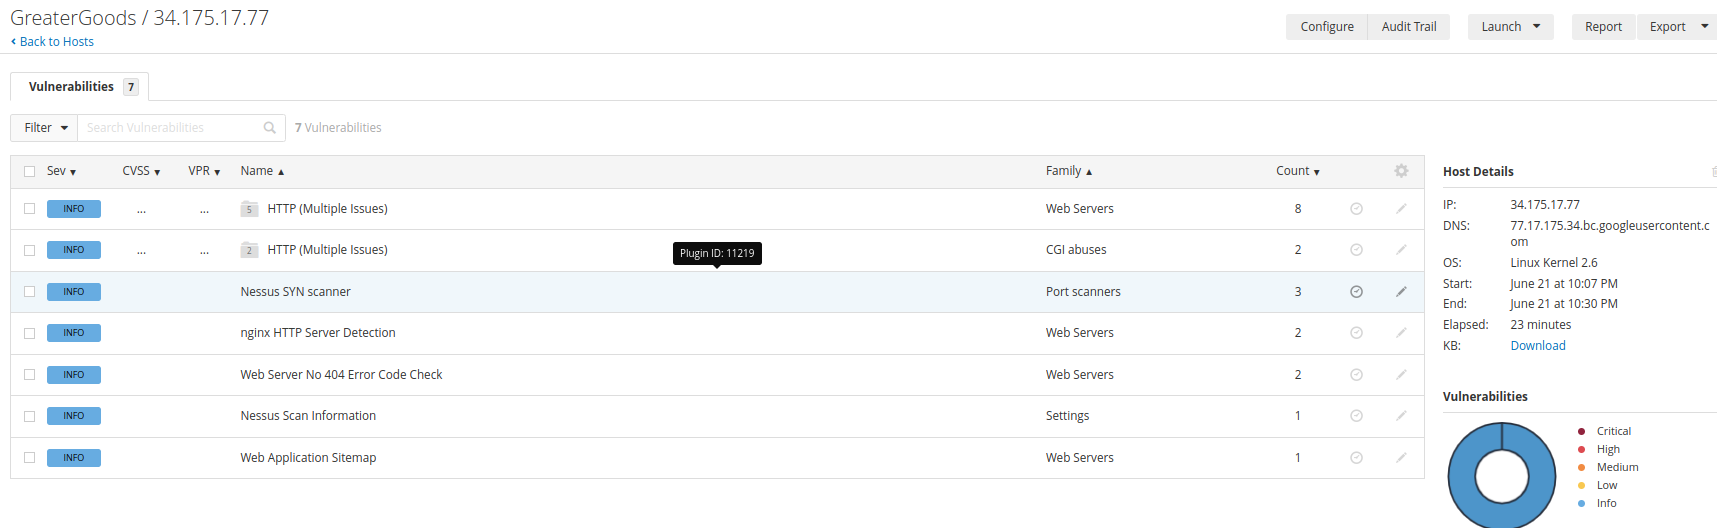 GreaterGoods / 34.175.17.77
Back to Hosts
Configure Audit Trail Launch Report Export
Vulnerabilities 7
Filter Search Vulnerabilities 7 Vulnerabilities
Sev CVSS VPR Name Family Count
INFO ... ... 5 HTTP (Multiple Issues) Web Servers 8
INFO ... ... 2 HTTP (Multiple Issues) CGI abuses 2
Plugin ID: 11219
INFO Nessus SYN scanner Port scanners 3
INFO nginx HTTP Server Detection Web Servers 2
INFO Web Server No 404 Error Code Check Web Servers 2
INFO Nessus Scan Information Settings 1
INFO Web Application Sitemap Web Servers 1
Host Details
IP: 34.175.17.77
DNS: 77.17.175.34.bc.googleusercontent.c
om
OS: Linux Kernel 2.6
Start: June 21 at 10:07 PM
End: June 21 at 10:30 PM
Elapsed: 23 minutes
KB: Download
Vulnerabilities
Critical
High
Medium
Low
Info